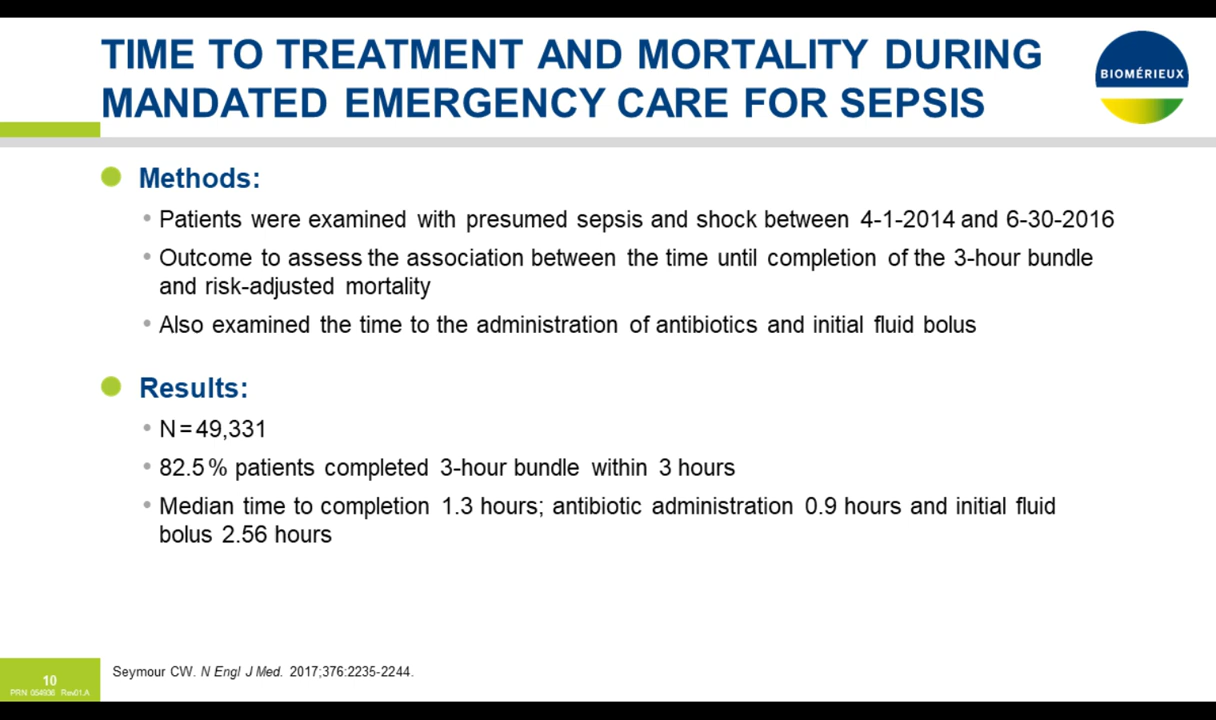 TIME TO TREATMENT AND MORTALITY DURING
MANDATED EMERGENCY CARE FOR SEPSIS
BIOMÉRIEUX
Methods:
• Patients were examined with presumed sepsis and shock between 4-1-2014 and 6-30-2016
• Outcome to assess the association between the time until completion of the 3-hour bundle
and risk-adjusted mortality
• Also examined the time to the administration of antibiotics and initial fluid bolus
Results:
• N=49,331
• 82.5% patients completed 3-hour bundle within 3 hours
• Median time to completion 1.3 hours; antibiotic administration 0.9 hours and initial fluid
bolus 2.56 hours
Seymour CW. N Engl J Med. 2017;376:2235-2244.
10
PRN 054936 Rev01.A